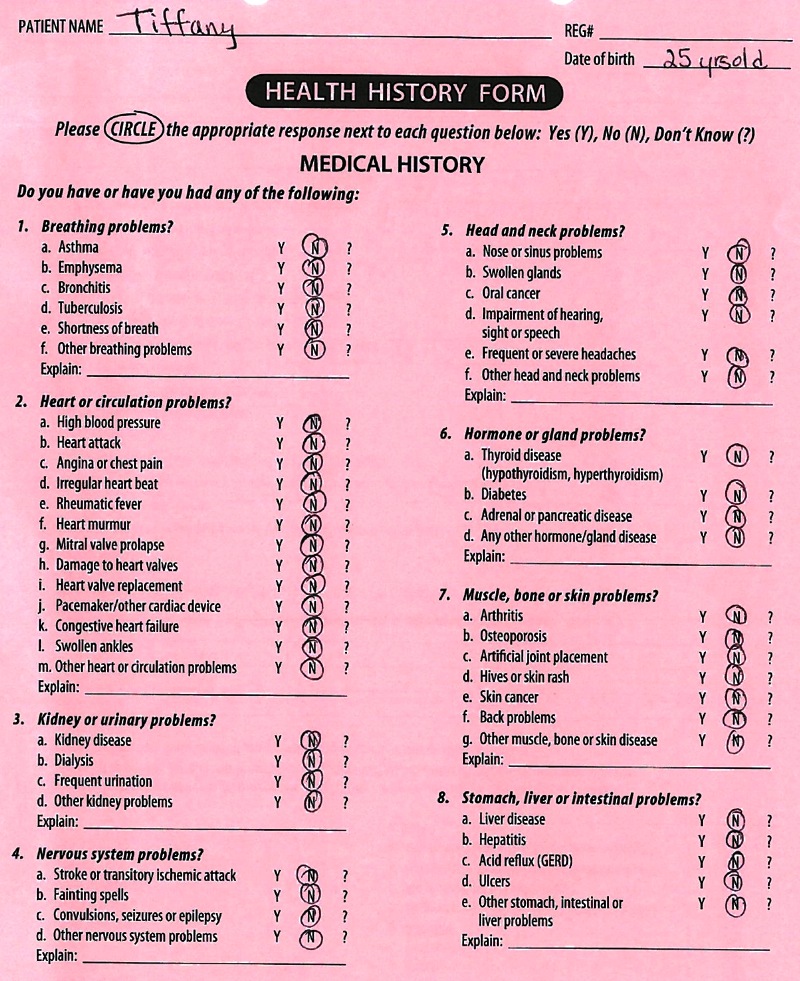 PATIENT NAME Tiffany
REG#
Date of birth 25 yrs old
HEALTH HISTORY FORM
Please CIRCLE the appropriate response next to each question below: Yes (Y), No (N), Don't Know (?)
MEDICAL HISTORY
Do you have or have you had any of the following:
1. Breathing problems?
a. Asthma Y N ?
b. Emphysema Y N ?
c. Bronchitis Y N ?
d. Tuberculosis Y N ?
e. Shortness of breath Y N ?
f. Other breathing problems Y N ?
Explain:
2. Heart or circulation problems?
a. High blood pressure Y N ?
b. Heart attack Y N ?
c. Angina or chest pain Y N ?
d. Irregular heart beat Y N ?
e. Rheumatic fever Y N ?
f. Heart murmur Y N ?
g. Mitral valve prolapse Y N ?
h. Damage to heart valves Y N ?
i. Heart valve replacement Y N ?
j. Pacemaker/other cardiac device Y N ?
k. Congestive heart failure Y N ?
l. Swollen ankles Y N ?
m. Other heart or circulation problems Y N ?
Explain:
3. Kidney or urinary problems?
a. Kidney disease Y N ?
b. Dialysis Y N ?
c. Frequent urination Y N ?
d. Other kidney problems Y N ?
Explain:
4. Nervous system problems?
a. Stroke or transitory ischemic attack Y N ?
b. Fainting spells Y N ?
c. Convulsions, seizures or epilepsy Y N ?
d. Other nervous system problems Y N ?
Explain:
5. Head and neck problems?
a. Nose or sinus problems Y N ?
b. Swollen glands Y N ?
c. Oral cancer Y N ?
d. Impairment of hearing, Y N ?
sight or speech
e. Frequent or severe headaches Y N ?
f. Other head and neck problems Y N ?
Explain:
6. Hormone or gland problems?
a. Thyroid disease Y N ?
(hypothyroidism, hyperthyroidism)
b. Diabetes Y N ?
c. Adrenal or pancreatic disease Y N ?
d. Any other hormone/gland disease Y N ?
Explain:
7. Muscle, bone or skin problems?
a. Arthritis Y N ?
b. Osteoporosis Y N ?
c. Artificial joint placement Y N ?
d. Hives or skin rash Y N ?
e. Skin cancer Y N ?
f. Back problems Y N ?
g. Other muscle, bone or skin disease Y N ?
Explain:
8. Stomach, liver or intestinal problems?
a. Liver disease Y N ?
b. Hepatitis Y N ?
c. Acid reflux (GERD) Y N ?
d. Ulcers Y N ?
e. Other stomach, intestinal or Y N ?
liver problems
Explain: